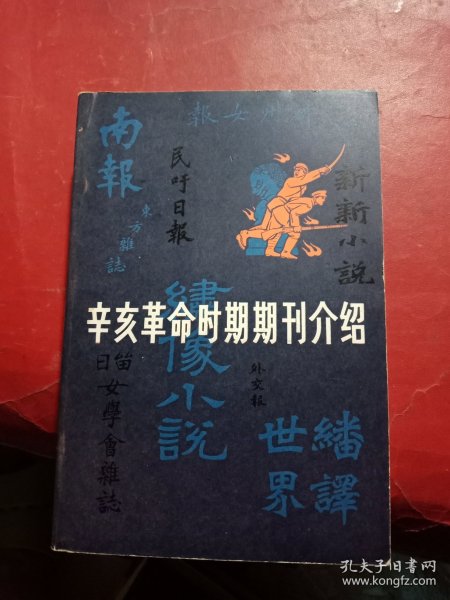 南報
州女報
民吁日報
東方雜誌
新新小說
繡像小說
辛亥革命时期期刊介绍
留日女學會雜誌
外交報
繙譯世界
孔夫子旧书网
www.kongfz.com